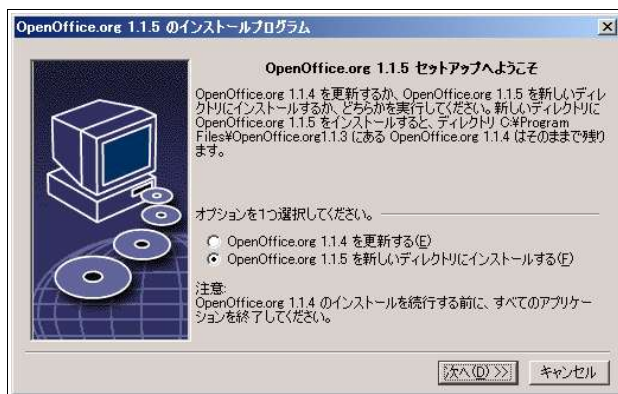 OpenOffice.org 1.1.5 のインストールプログラム
OpenOffice.org 1.1.5 セットアップへようこそ
OpenOffice.org 1.1.4 を更新するか、OpenOffice.org 1.1.5 を新しいディレ
クトリにインストールするか、どちらかを実行してください。新しいディレクトリに
OpenOffice.org 1.1.5 をインストールすると、ディレクトリ C:¥Program
Files¥OpenOffice.org1.1.3 にある OpenOffice.org 1.1.4 はそのままで残り
ます。
オプションを1つ選択してください。
OpenOffice.org 1.1.4 を更新する(E)
OpenOffice.org 1.1.5 を新しいディレクトリにインストールする(F)
注意:
OpenOffice.org 1.1.4 のインストールを続行する前に、すべてのアプリケー
ションを終了してください。
次へ(D) >>
キャンセル